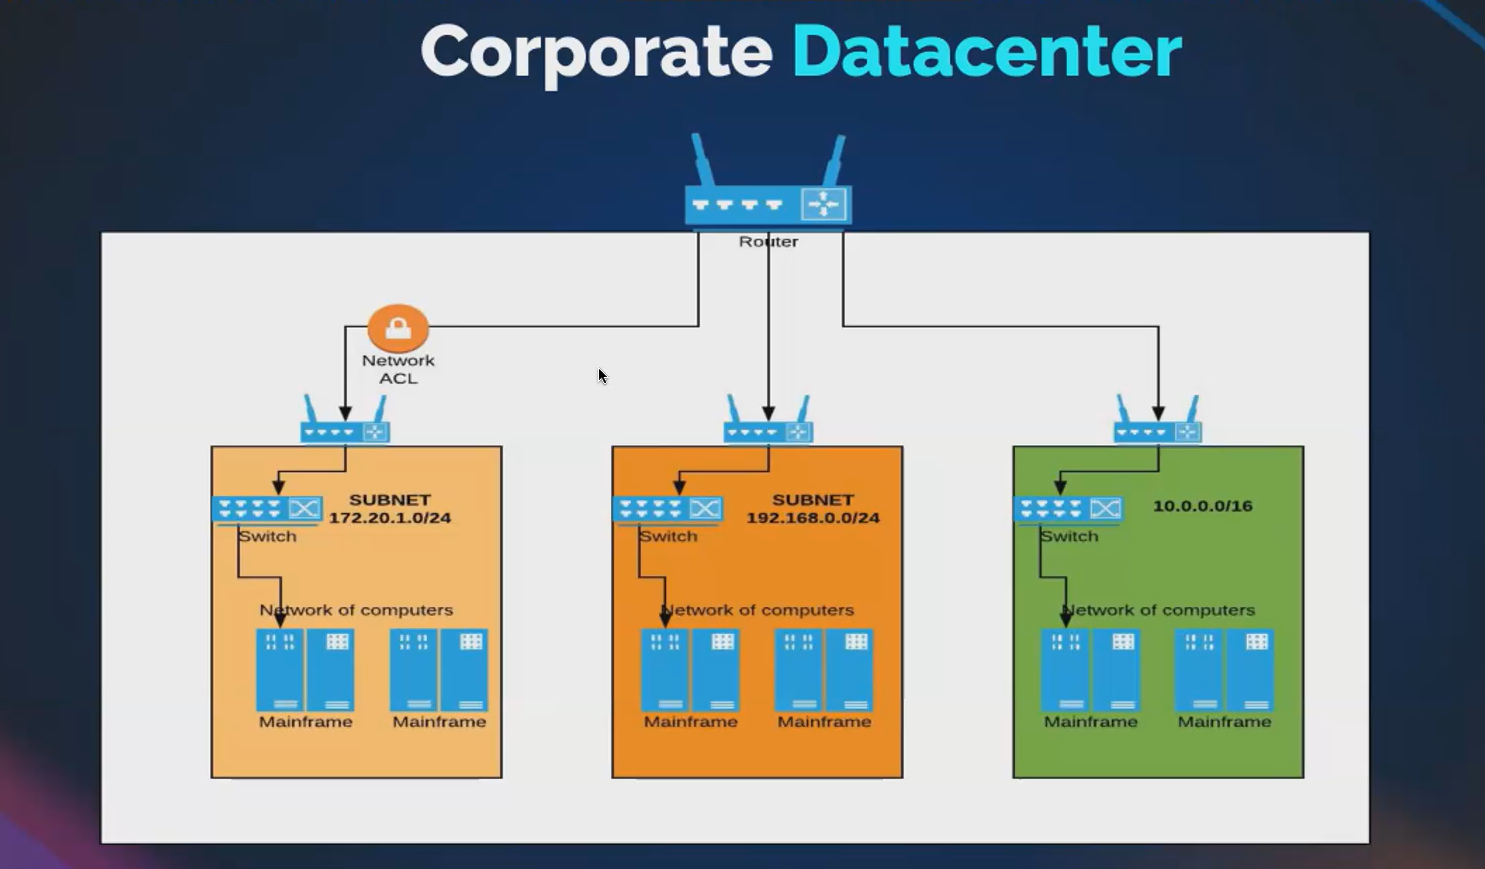 Corporate Datacenter
Router
Network
ACL
SUBNET
172.20.1.0/24
Switch
Network of computers
Mainframe
Mainframe
SUBNET
192.168.0.0/24
Switch
Network of computers
Mainframe
Mainframe
10.0.0.0/16
Switch
Network of computers
Mainframe
Mainframe